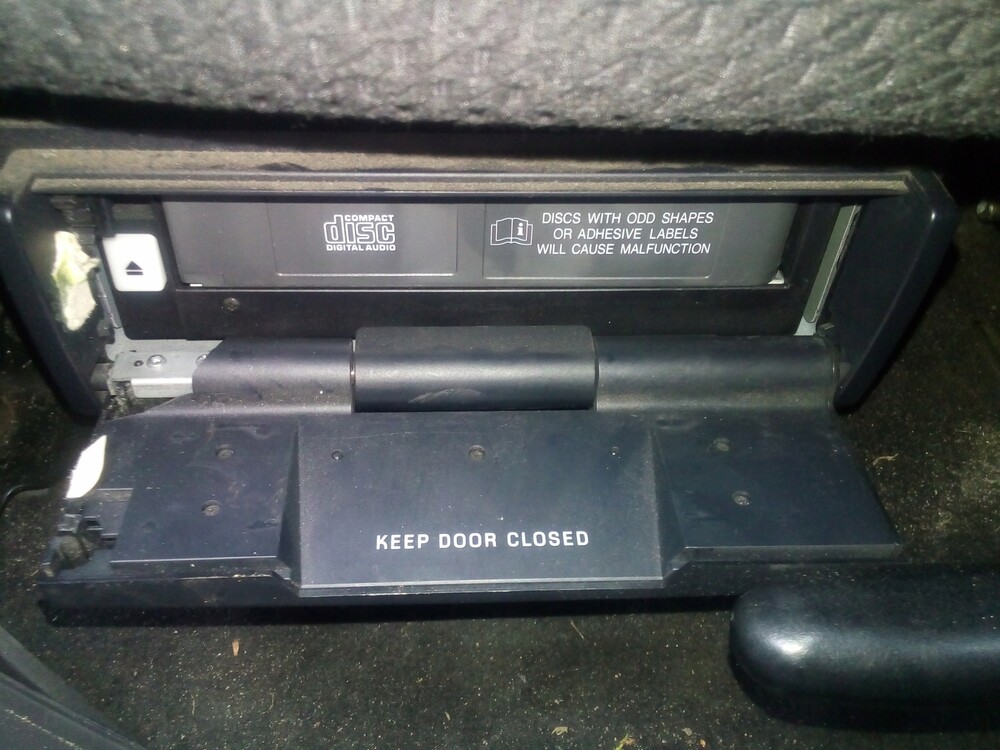 COMPACT
disc
DIGITAL AUDIO
DISCS WITH ODD SHAPES
OR ADHESIVE LABELS
WILL CAUSE MALFUNCTION
KEEP DOOR CLOSED